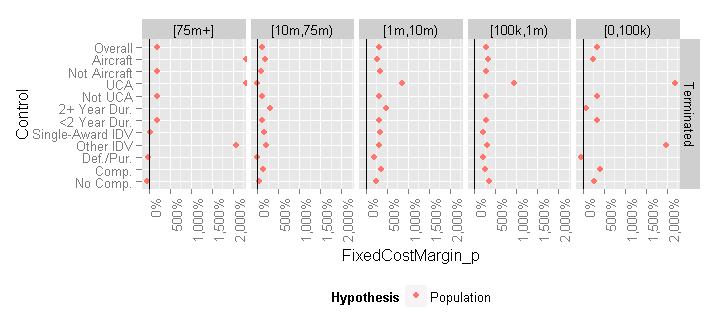 [75m+] [10m,75m) [1m,10m) [100k,1m) [0,100k)
Overall
Aircraft
Not Aircraft
UCA
Not UCA
2+ Year Dur.
<2 Year Dur.
Single-Award IDV
Other IDV
Def./Pur.
Comp.
No Comp.
Control
Terminated
0% 500% 1,000% 1,500% 2,000% 0% 500% 1,000% 1,500% 2,000% 0% 500% 1,000% 1,500% 2,000% 0% 500% 1,000% 1,500% 2,000% 0% 500% 1,000% 1,500% 2,000%
FixedCostMargin_p
Hypothesis Population